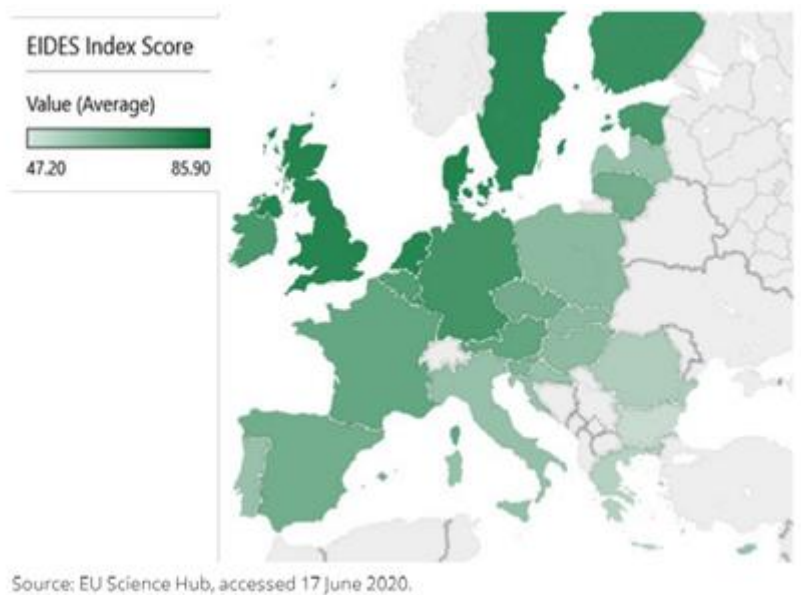 EIDES Index Score
Value (Average)
47.20 85.90
Source: EU Science Hub, accessed 17 June 2020.